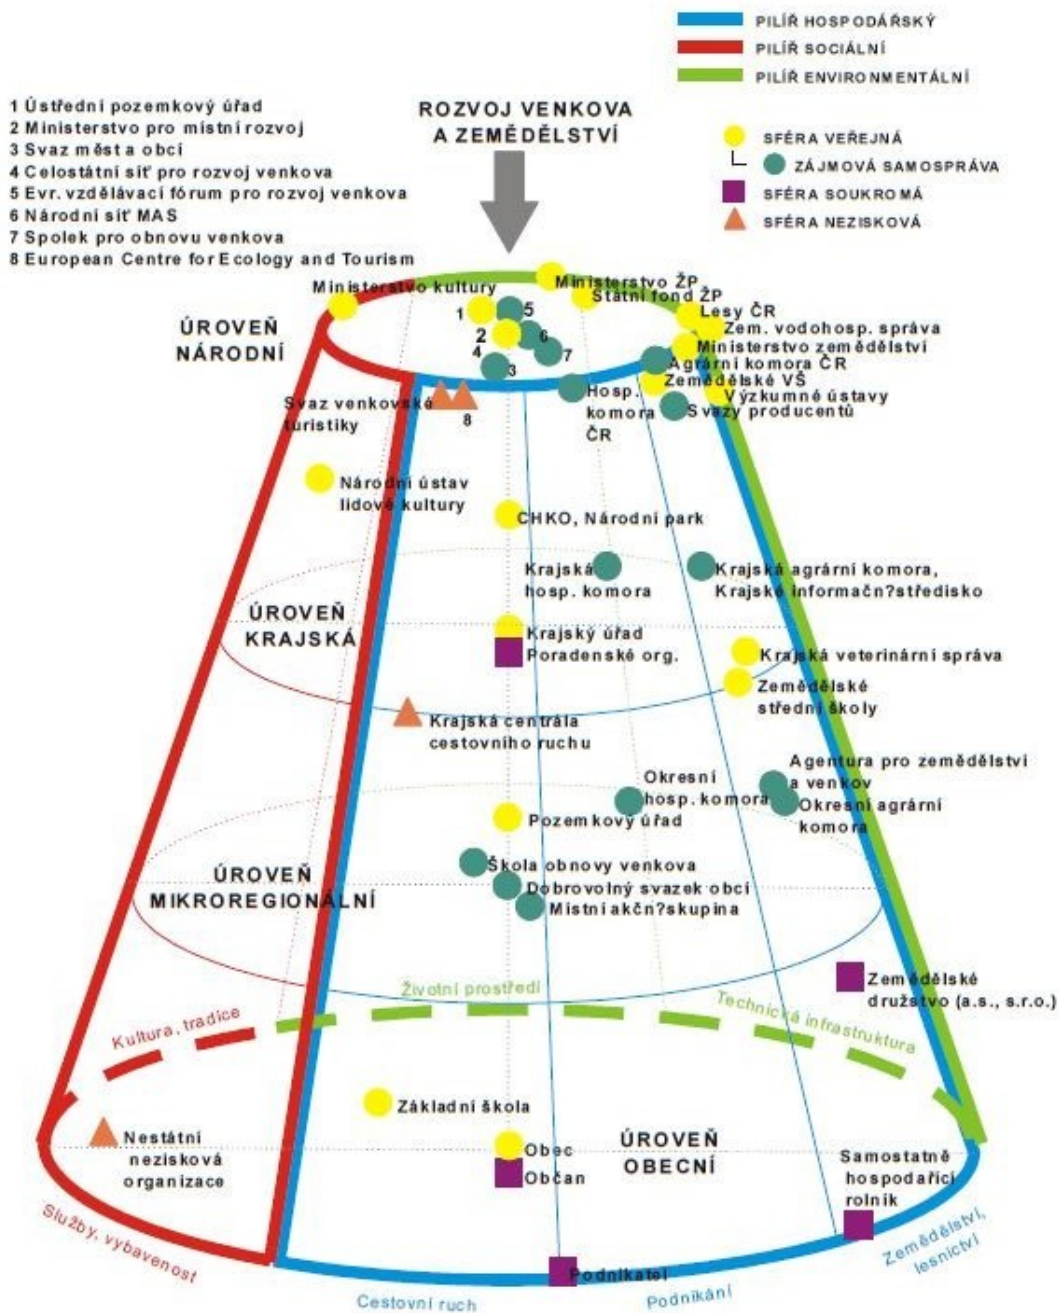 PILÍŘ HOSPODÁŘSKÝ
PILÍŘ SOCIÁLNÍ
PILÍŘ ENVIRONMENTÁLNÍ
1 Ústřední pozemkový úřad
2 Ministerstvo pro místní rozvoj
3 Svaz měst a obcí
4 Celostátní síť pro rozvoj venkova
5 Evr. vzdělávací fórum pro rozvoj venkova
6 Národní síť MAS
7 Spolek pro obnovu venkova
8 European Centre for Ecology and Tourism
ROZVOJ VENKOVA
A ZEMĚDĚLSTVÍ
SFÉRA VEŘEJNÁ
ZÁJMOVÁ SAMOSPRÁVA
SFÉRA SOUKROMÁ
SFÉRA NEZISKOVÁ
Ministerstvo kultury
Ministerstvo ŽP
Státní fond ŽP
Lesy ČR
Zem. vodohosp. správa
Ministerstvo zemědělství
Agrární komora ČR
Zemědělské VŠ
Výzkumné ústavy
Svazy producentů
1
5
2
6
4
7
3
ÚROVEŇ
NÁRODNÍ
Svaz venkovské
turistiky
8
Hosp.
komora
ČR
Národní ústav
lidové kultury
CHKO, Národní park
Krajská
hosp. komora
Krajská agrární komora,
Krajské informačn?středisko
ÚROVEŇ
KRAJSKÁ
Krajský úřad
Poradenské org.
Krajská veterinární správa
Zemědělské
střední školy
Krajská centrála
cestovního ruchu
Agentura pro zemědělství
a venkov
Okresní
hosp. komora
Okresní agrární
komora
Pozemkový úřad
ÚROVEŇ
MIKROREGIONÁLNÍ
Škola obnovy venkova
Dobrovolný svazek obcí
Místní akčn?skupina
Zemědělské
družstvo (a.s., s.r.o.)
Životní prostředí
Kultura, tradice
Technická infrastruktura
Základní škola
Nestátní
nezisková
organizace
Obec
Občan
ÚROVEŇ
OBECNÍ
Samostatně
hospodařící
rolník
Služby, vybavenost
Cestovní ruch
Podnikatel
Podnikání
Zemědělství,
lesnictví